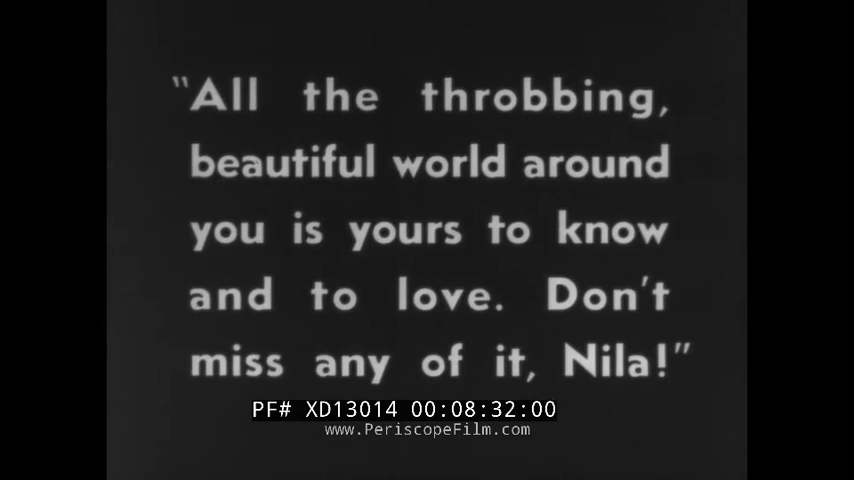 "All the throbbing,
beautiful world around
you is yours to know
and to love. Don't
miss any of it, Nila!"
PF# XD13014 00:08:32:00
www.PeriscopeFilm.com